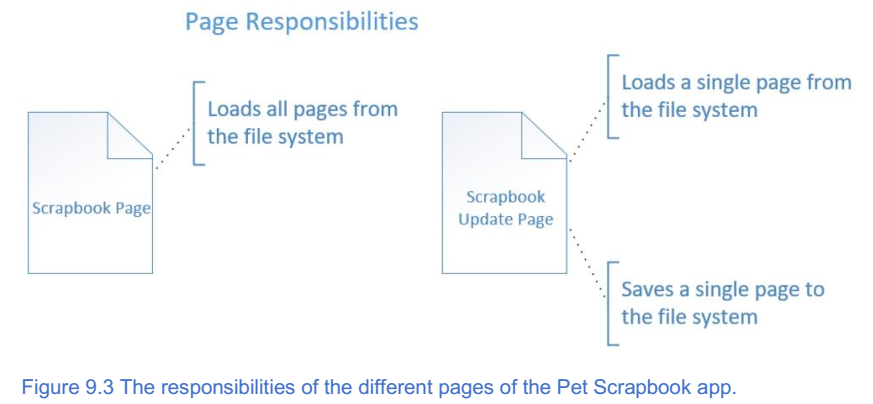 Page Responsibilities
Scrapbook Page
Loads all pages from
the file system
Scrapbook
Update Page
Loads a single page from
the file system
Saves a single page to
the file system
Figure 9.3 The responsibilities of the different pages of the Pet Scrapbook app.